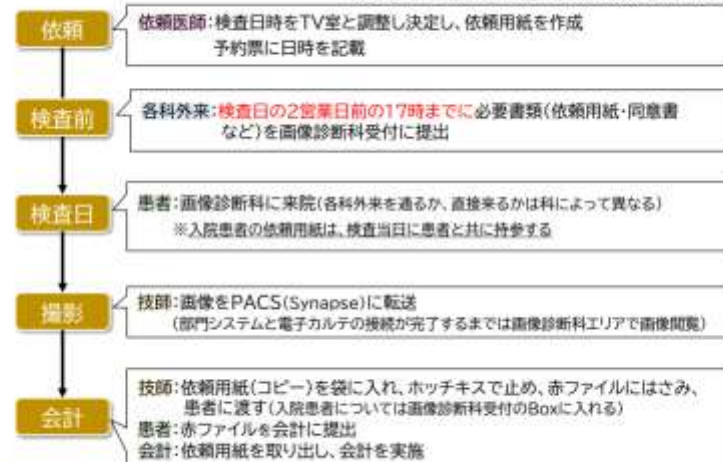 依頼
依頼医師：検査日時をTV室と調整し決定し、依頼用紙を作成
予約票に日時を記載
検査前
各科外来：検査日の2営業日前の17時までに必要書類(依頼用紙・同意書
など)を画像診断科受付に提出
検査日
患者：画像診断科に来院(各科外来を通るか、直接来るかは科によって異なる)
※入院患者の依頼用紙は、検査当日に患者と共に持参する
撮影
技師：画像をPACS(Synapse)に転送
(部門システムと電子カルテの接続が完了するまでは画像診断科エリアで画像閲覧)
会計
技師：依頼用紙(コピー)を袋に入れ、ホッチキスで止め、赤ファイルにはさみ、
患者に渡す(入院患者については画像診断科受付のBoxに入れる)
患者：赤ファイルを会計に提出
会計：依頼用紙を取り出し、会計を実施